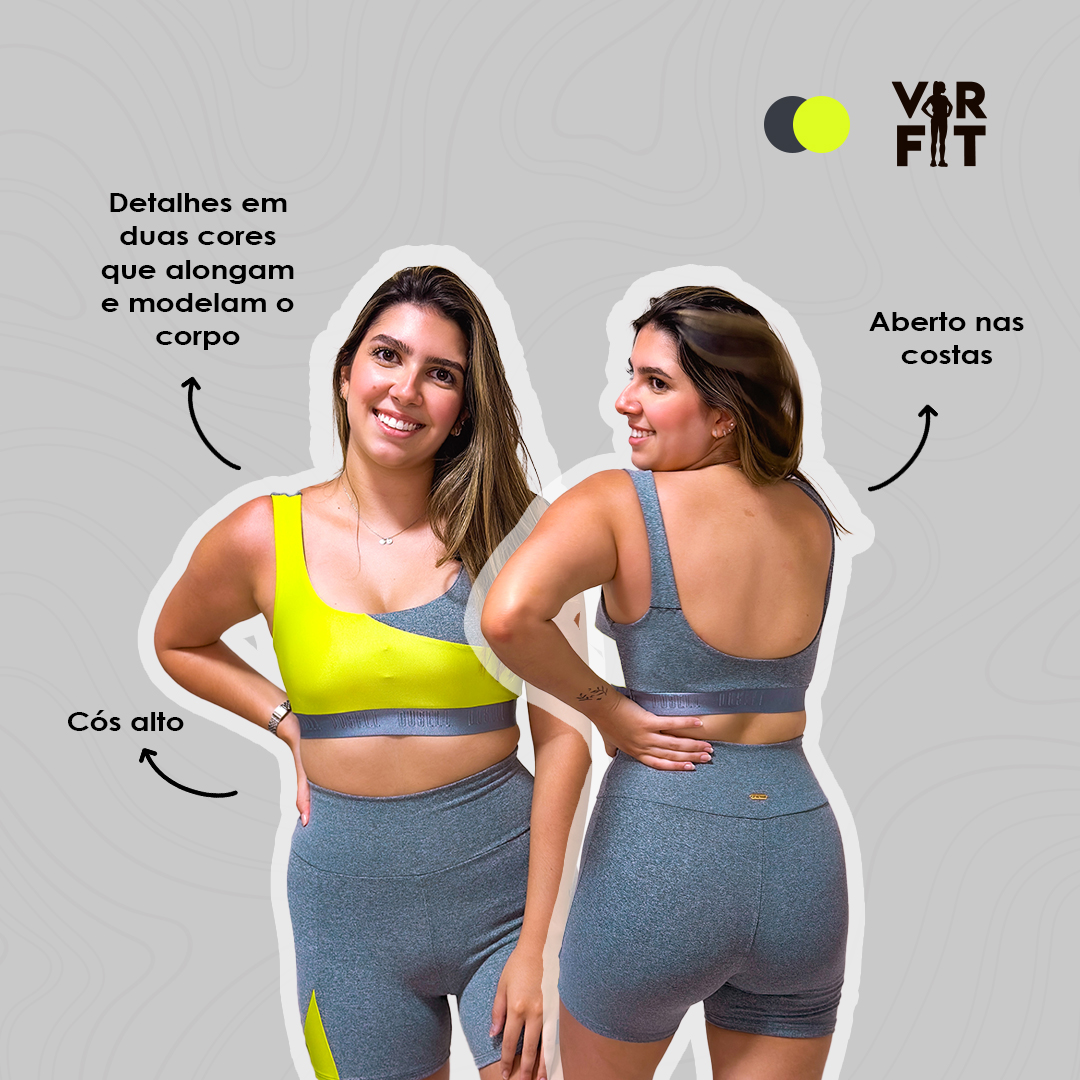 VIR
FIT
Detalhes em
duas cores
que alongam
e modelam o
corpo
Aberto nas
costas
Cós alto